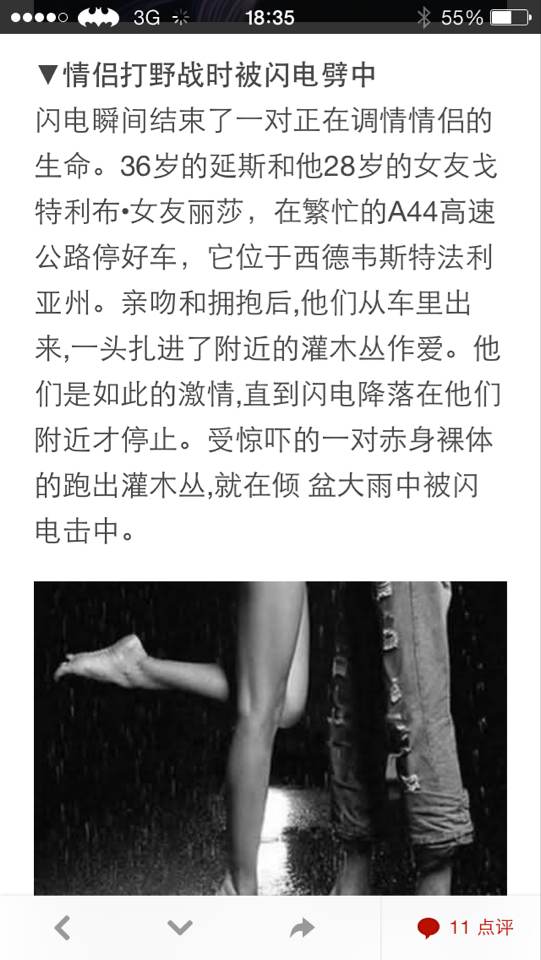 3G 18:35 55%
▼情侣打野战时被闪电劈中
闪电瞬间结束了一对正在调情情侣的
生命。36岁的延斯和他28岁的女友戈
特利布•女友丽莎，在繁忙的A44高速
公路停好车，它位于西德韦斯特法利
亚州。亲吻和拥抱后,他们从车里出
来,一头扎进了附近的灌木丛作爱。他
们是如此的激情,直到闪电降落在他们
附近才停止。受惊吓的一对赤身裸体
的跑出灌木丛,就在倾 盆大雨中被闪
电击中。
11 点评